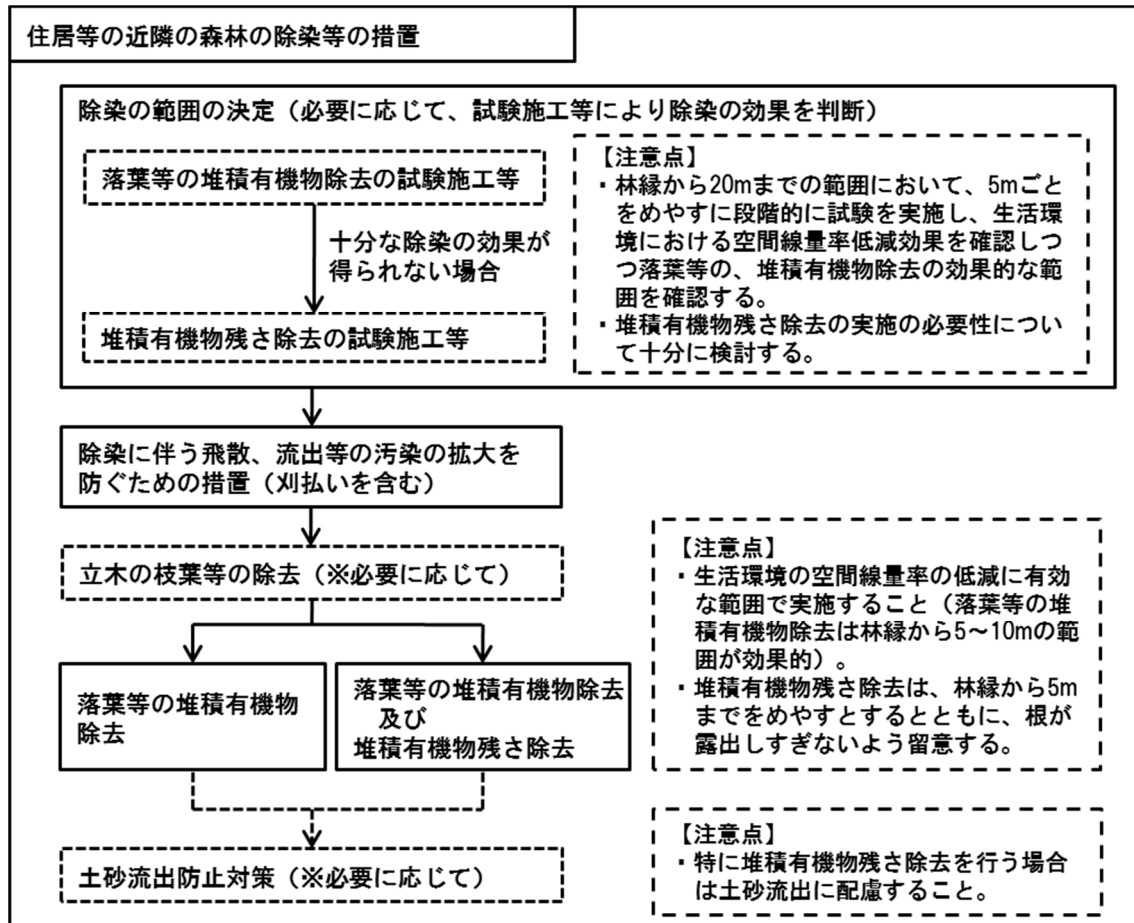 住居等の近隣の森林の除染等の措置
除染の範囲の決定（必要に応じて、試験施工等により除染の効果を判断）
落葉等の堆積有機物除去の試験施工等
十分な除染の効果が
得られない場合
堆積有機物残さ除去の試験施工等
【注意点】
・林縁から20mまでの範囲において、5mごと
をめやすに段階的に試験を実施し、生活環
境における空間線量率低減効果を確認しつ
つ落葉等の、堆積有機物除去の効果的な範
囲を確認する。
・堆積有機物残さ除去の実施の必要性につい
て十分に検討する。
除染に伴う飛散、流出等の汚染の拡大を
防ぐための措置（刈払いを含む）
立木の枝葉等の除去（※必要に応じて）
落葉等の堆積有機物
除去
落葉等の堆積有機物除去
及び
堆積有機物残さ除去
【注意点】
・生活環境の空間線量率の低減に有効
な範囲で実施すること（落葉等の堆
積有機物除去は林縁から5～10mの範
囲が効果的）。
・堆積有機物残さ除去は、林縁から5m
までをめやすとするとともに、根が
露出しすぎないよう留意する。
土砂流出防止対策（※必要に応じて）
【注意点】
・特に堆積有機物残さ除去を行う場合
は土砂流出に配慮すること。